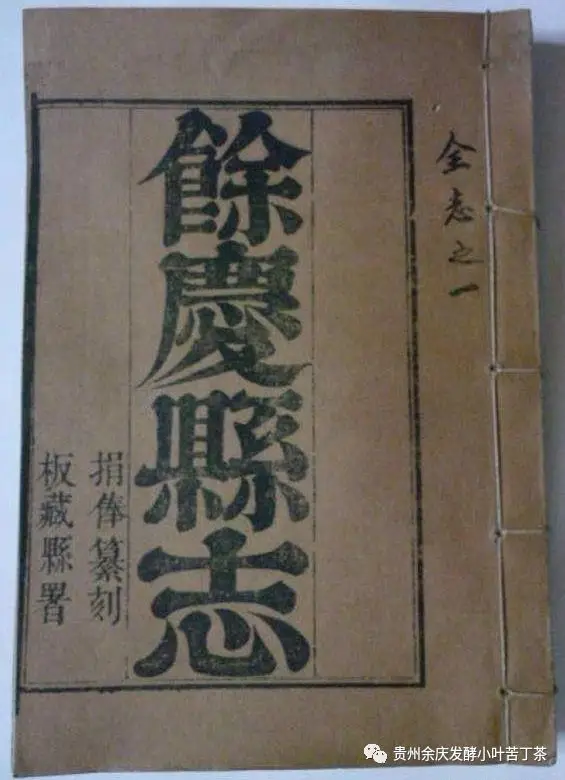 全志之一
餘慶縣志
捐俸纂刻
板藏縣署
贵州余庆发酵小叶苦丁茶